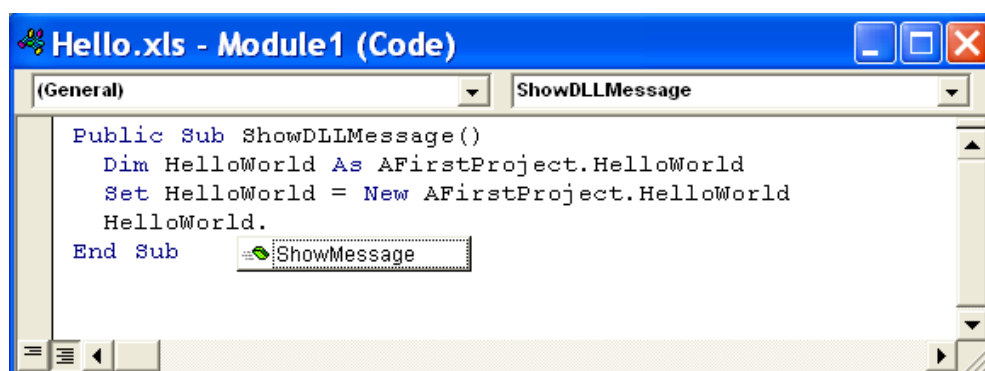 Hello.xls - Module1 (Code)
(General) ShowDLLMessage
Public Sub ShowDLLMessage()
Dim HelloWorld As AFirstProject.HelloWorld
Set HelloWorld = New AFirstProject.HelloWorld
HelloWorld.
End Sub
ShowMessage